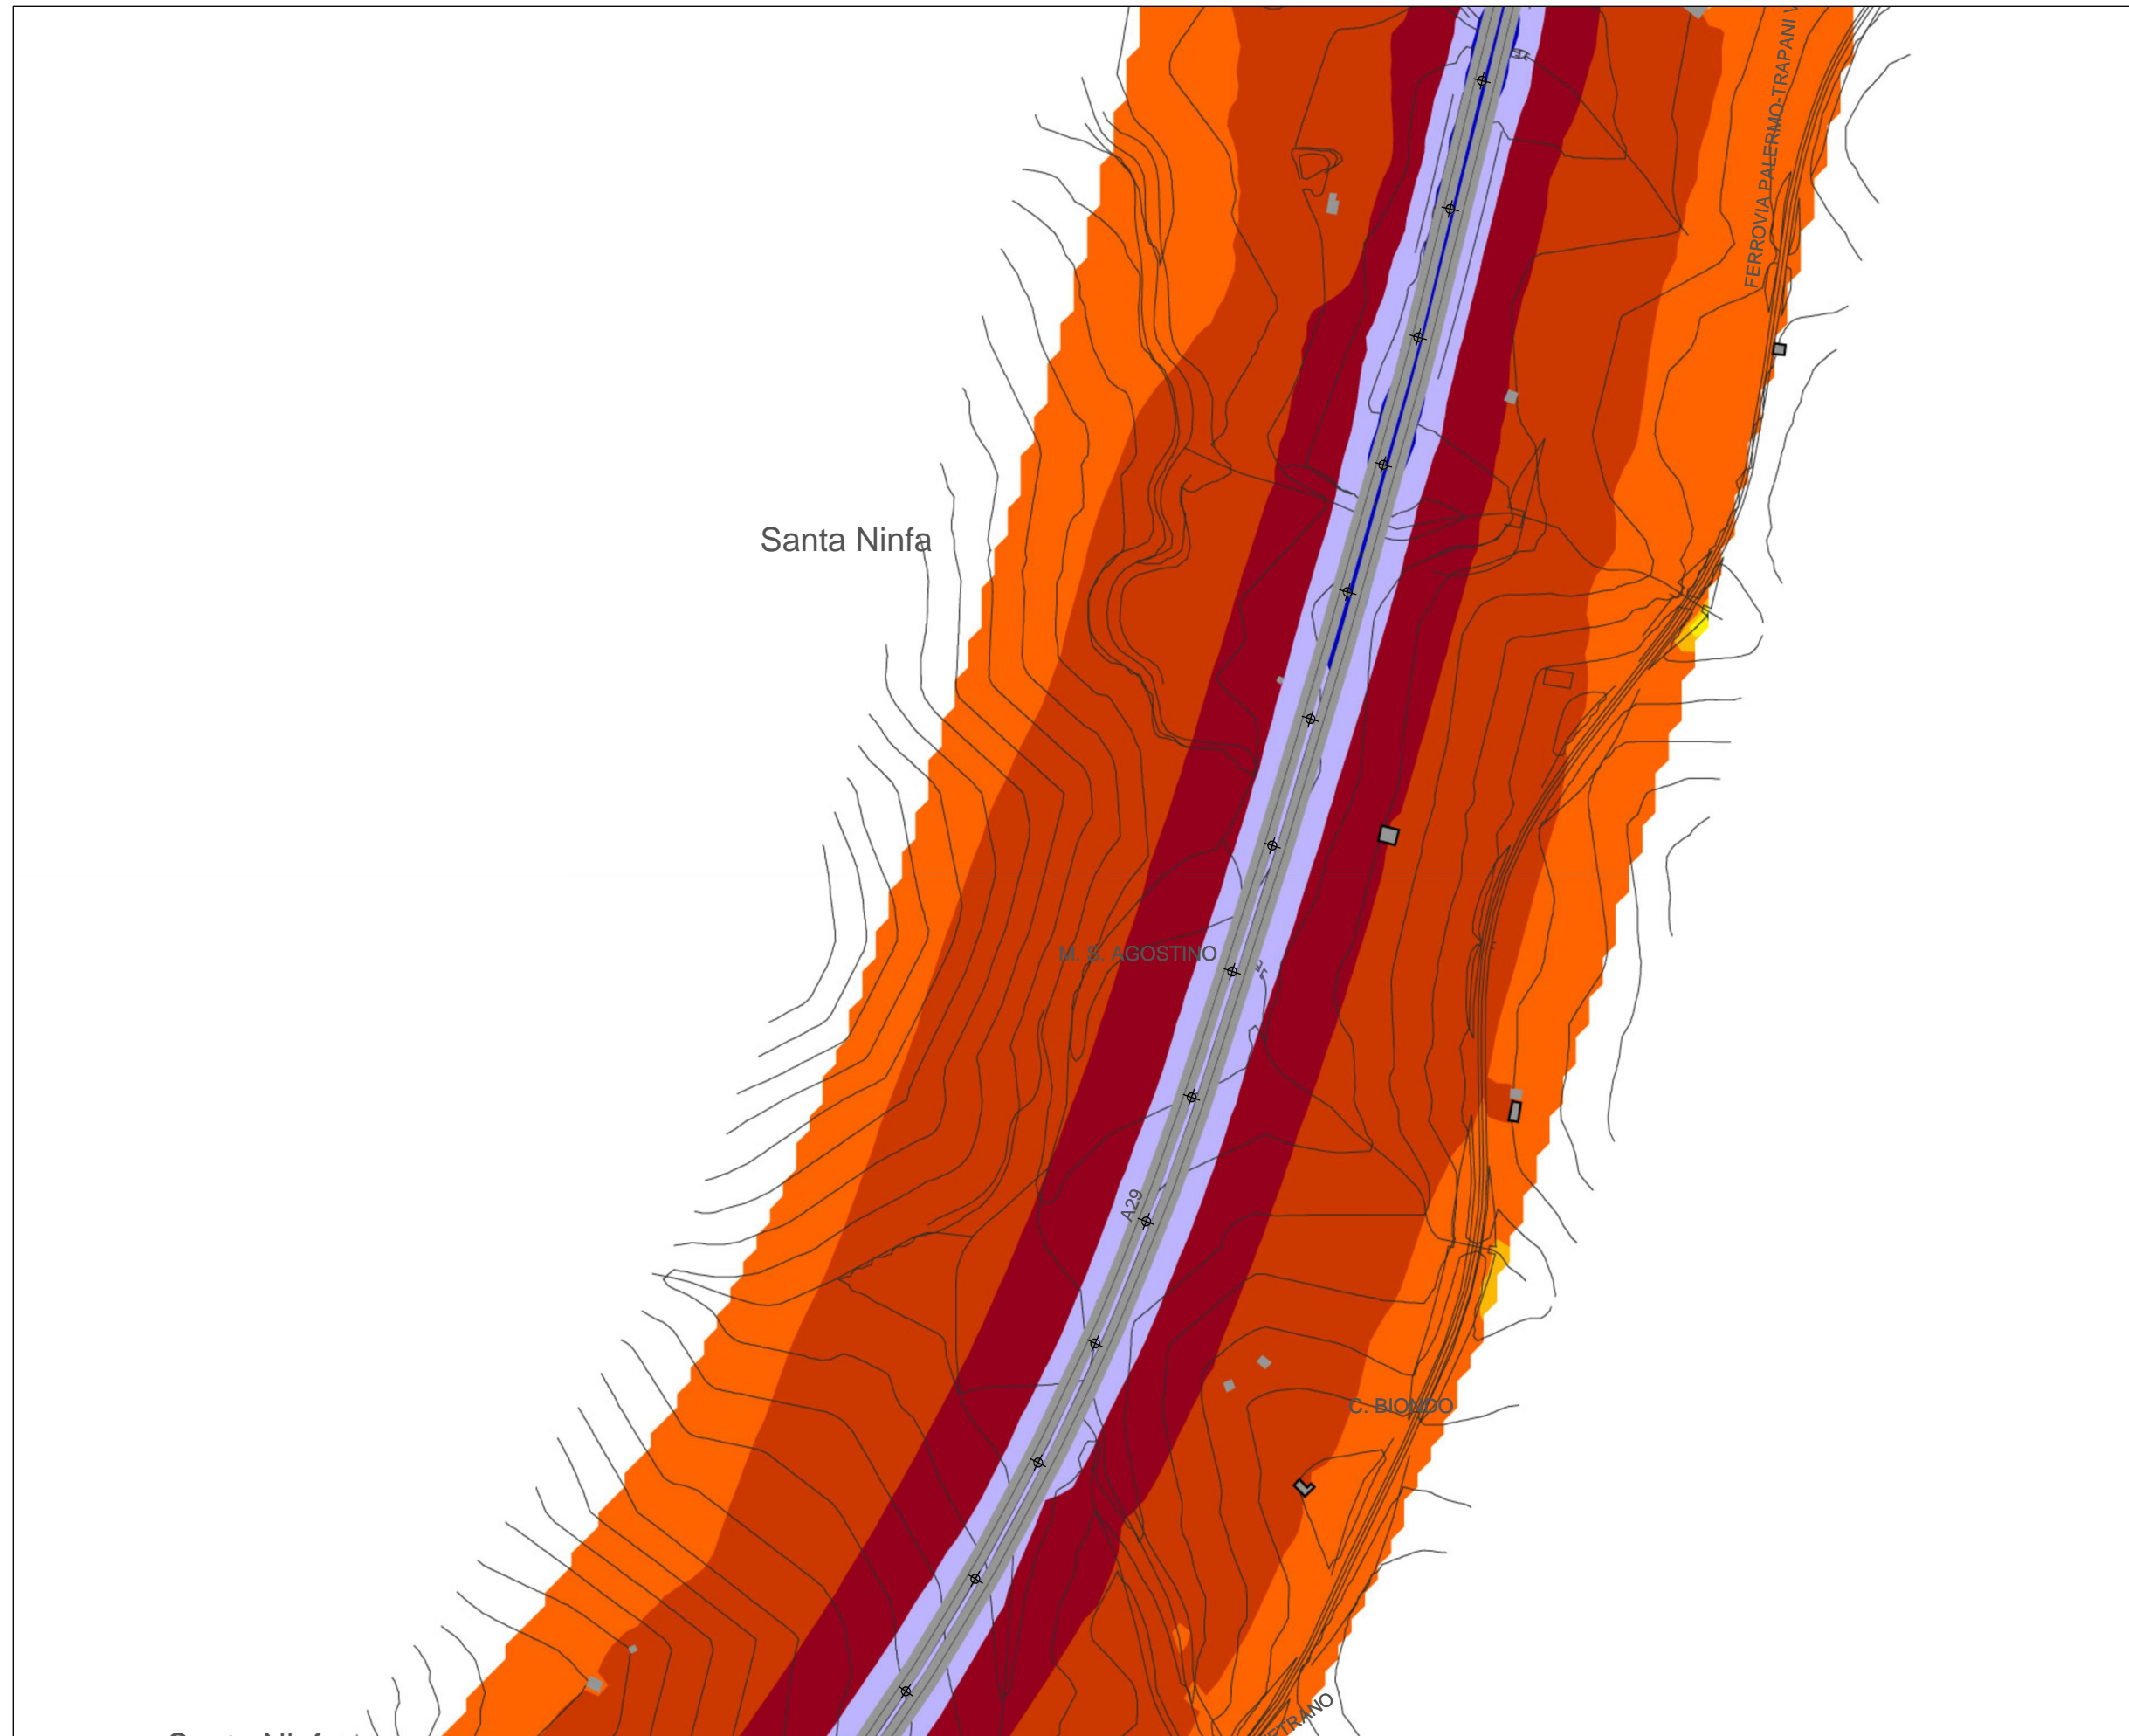 FERROVIA PALERMO-TRAPANI
Santa Ninfa
M. S. AGOSTINO
A29
C. BIONDO